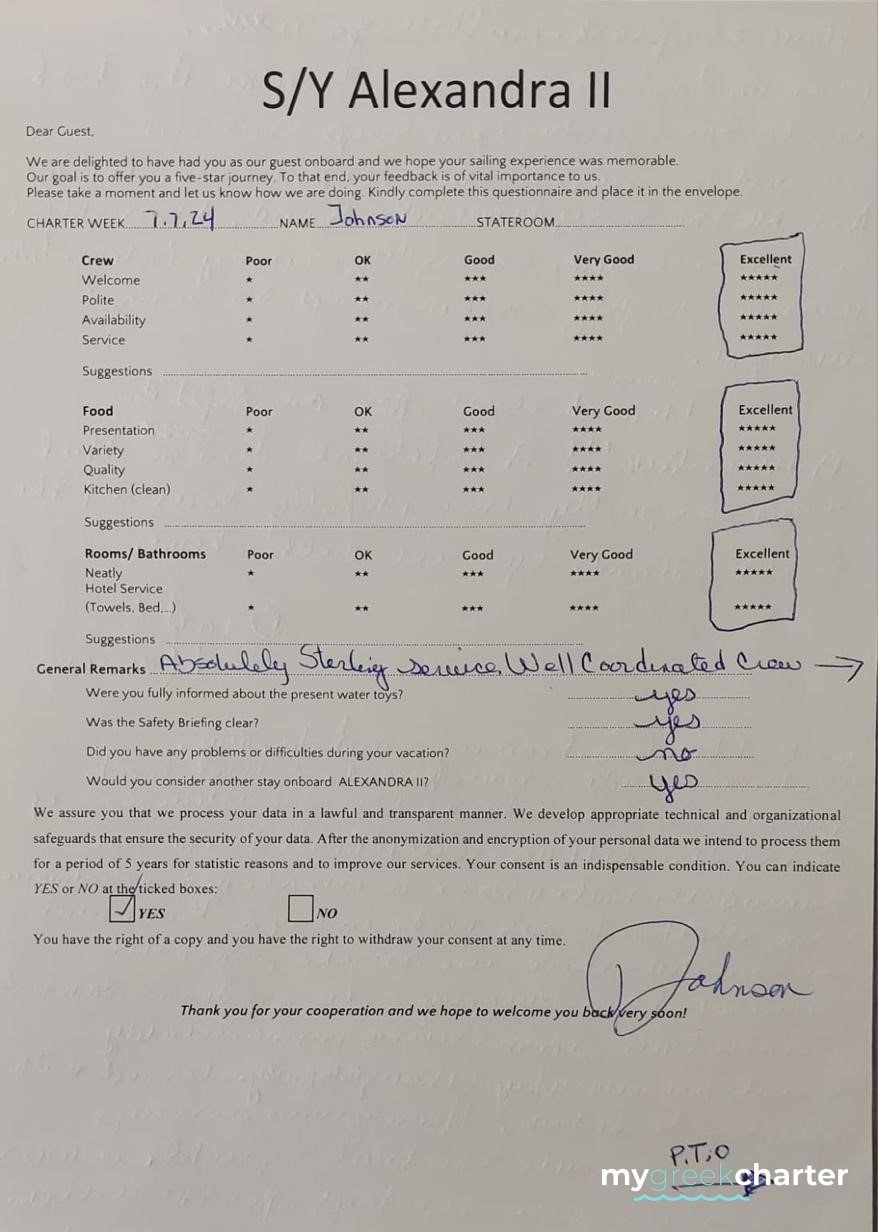 S/Y Alexandra II
Dear Guest,
We are delighted to have had you as our guest onboard and we hope your sailing experience was memorable.
Our goal is to offer you a five-star journey. To that end, your feedback is of vital importance to us.
Please take a moment and let us know how we are doing. Kindly complete this questionnaire and place it in the envelope.
CHARTER WEEK 7.7.24 NAME Johnson STATEROOM
Crew Poor OK Good Very Good Excellent
Welcome * ** *** **** *****
Polite * ** *** **** *****
Availability * ** *** **** *****
Service * ** *** **** *****
Suggestions
Food Poor OK Good Very Good Excellent
Presentation * ** *** **** *****
Variety * ** *** **** *****
Quality * ** *** **** *****
Kitchen (clean) * ** *** **** *****
Suggestions
Rooms/ Bathrooms Poor OK Good Very Good Excellent
Neatly * ** *** **** *****
Hotel Service
(Towels, Bed,...) * ** *** **** *****
Suggestions
General Remarks Absolutely Sterling service. Well Coordinated Crew →
Were you fully informed about the present water toys? yes
Was the Safety Briefing clear? yes
Did you have any problems or difficulties during your vacation? no
Would you consider another stay onboard ALEXANDRA II? yes
We assure you that we process your data in a lawful and transparent manner. We develop appropriate technical and organizational
safeguards that ensure the security of your data. After the anonymization and encryption of your personal data we intend to process them
for a period of 5 years for statistic reasons and to improve our services. Your consent is an indispensable condition. You can indicate
YES or NO at the ticked boxes:
YES NO
You have the right of a copy and you have the right to withdraw your consent at any time.
DJohnson
Thank you for your cooperation and we hope to welcome you back very soon!
P.T.O
mygreekcharter